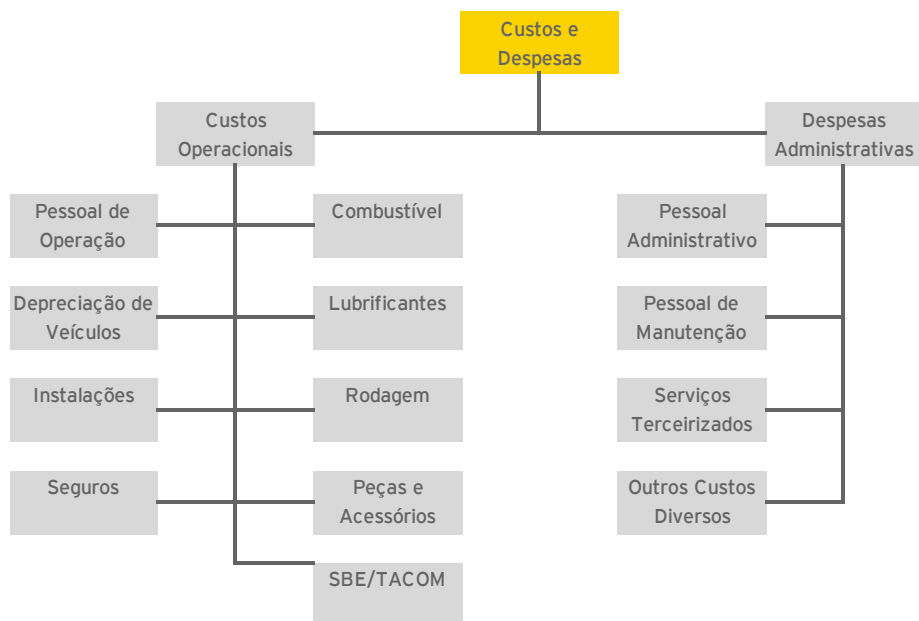 Custos e
Despesas
Custos
Operacionais
Despesas
Administrativas
Pessoal de
Operação
Combustível
Pessoal
Administrativo
Depreciação de
Veículos
Lubrificantes
Pessoal de
Manutenção
Instalações
Rodagem
Serviços
Terceirizados
Seguros
Peças e
Acessórios
Outros Custos
Diversos
SBE/TACOM